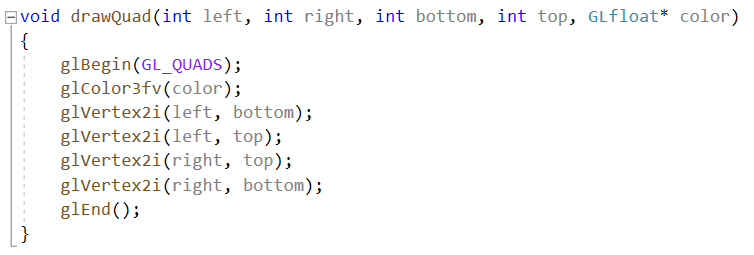 void drawQuad(int left, int right, int bottom, int top, GLfloat* color)
{
    glBegin(GL_QUADS);
    glColor3fv(color);
    glVertex2i(left, bottom);
    glVertex2i(left, top);
    glVertex2i(right, top);
    glVertex2i(right, bottom);
    glEnd();
}